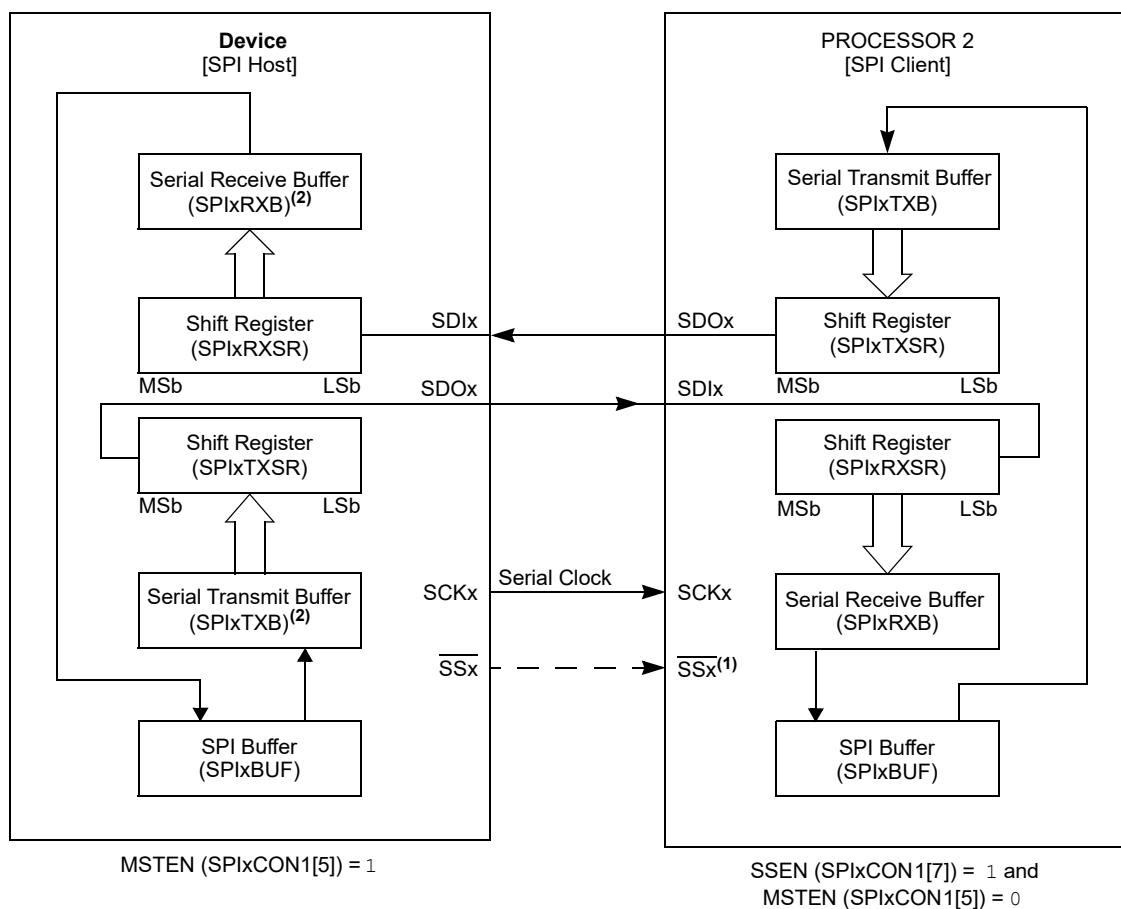 Device
[SPI Host]
Serial Receive Buffer
(SPIxRXB)(2)
Shift Register
(SPIxRXSR)
MSb LSb
Shift Register
(SPIxTXSR)
MSb LSb
Serial Transmit Buffer
(SPIxTXB)(2)
SPI Buffer
(SPIxBUF)
SDIx
SDOx
SCKx
SSx
Serial Clock
MSTEN (SPIxCON1[5]) = 1
PROCESSOR 2
[SPI Client]
Serial Transmit Buffer
(SPIxTXB)
SDOx
Shift Register
(SPIxTXSR)
MSb LSb
SDIx
Shift Register
(SPIxRXSR)
MSb LSb
SCKx
Serial Receive Buffer
(SPIxRXB)
SSx(1)
SPI Buffer
(SPIxBUF)
SSEN (SPIxCON1[7]) = 1 and
MSTEN (SPIxCON1[5]) = 0